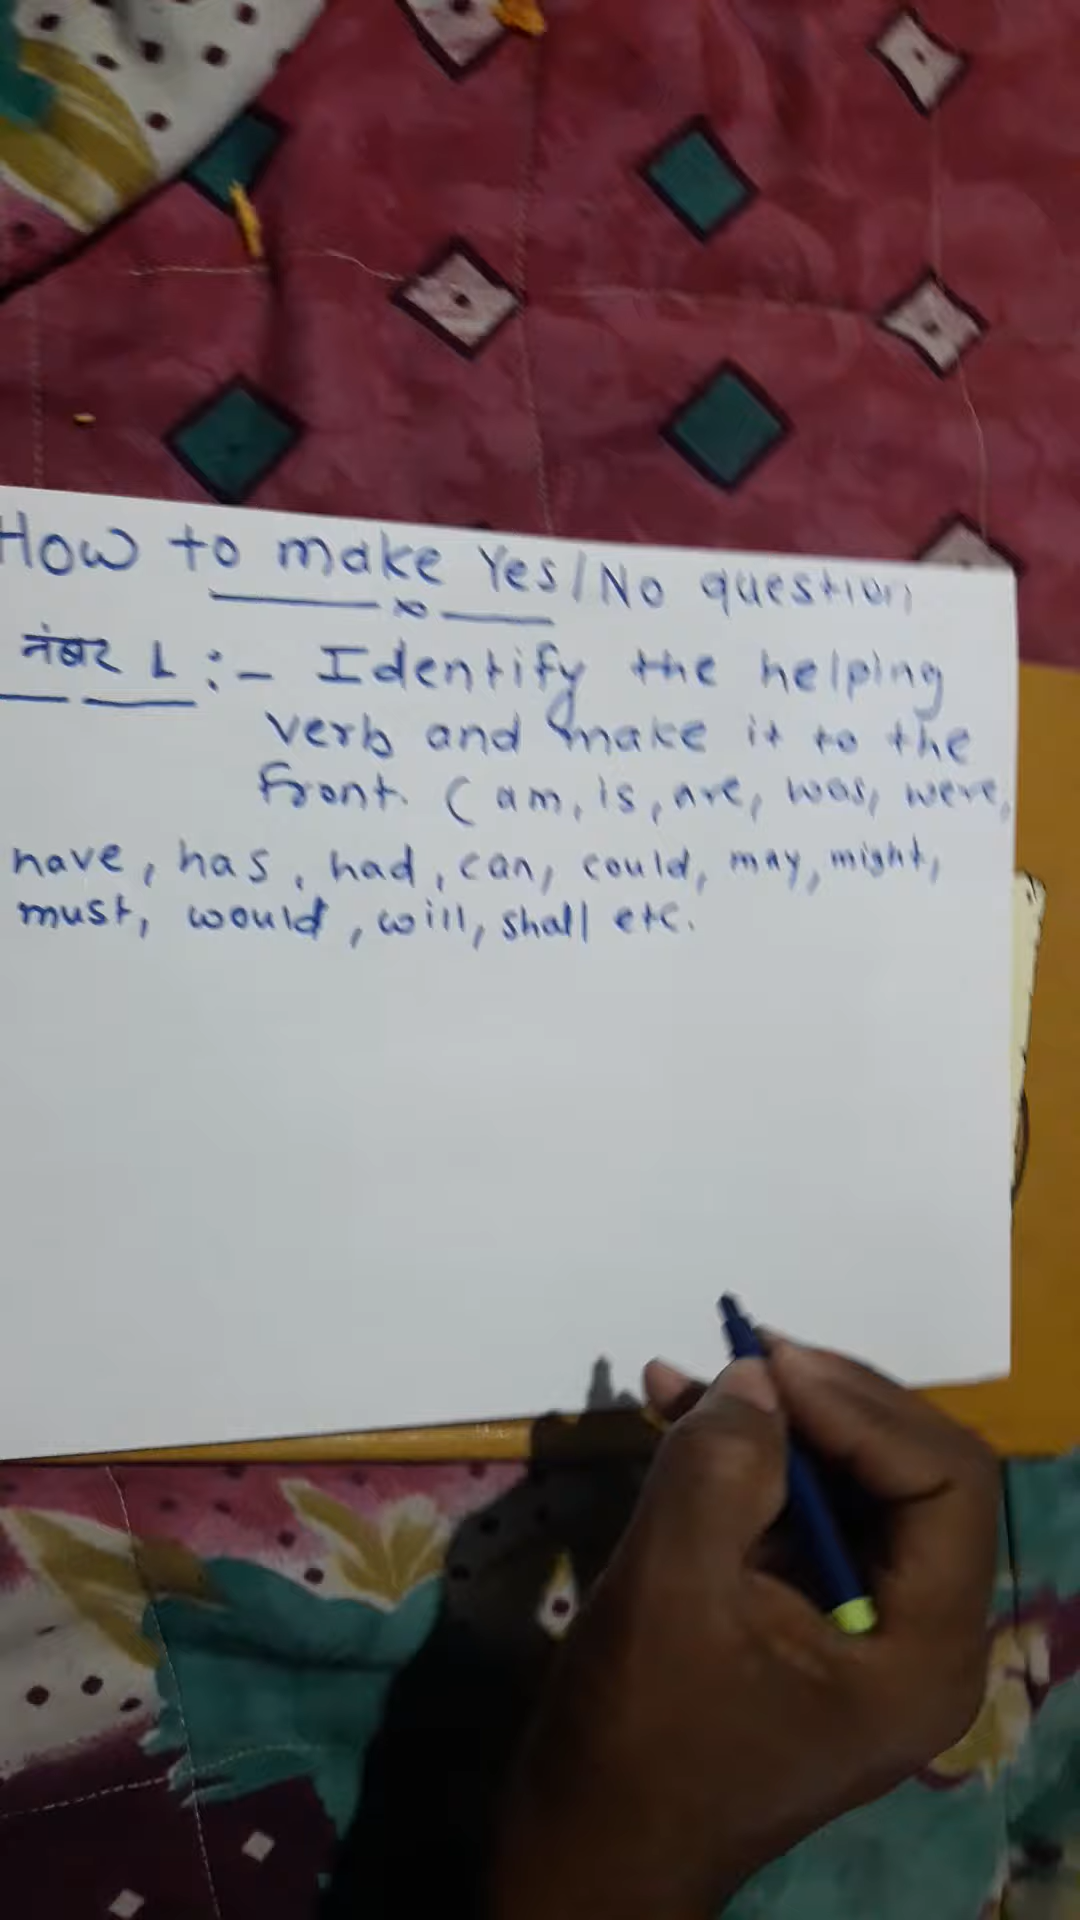 How to make Yes/No question
नंबर 1 :- Identify the helping
verb and make it to the
front. (am, is, are, was, were,
have, has, had, can, could, may, might,
must, would, will, shall etc.